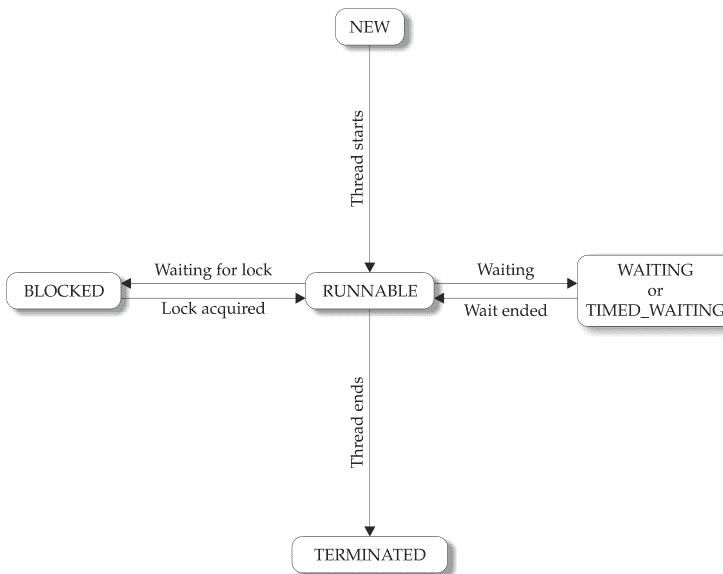 NEW
Thread starts
Waiting for lock
Waiting
BLOCKED
RUNNABLE
WAITING
or
TIMED_WAITING
Lock acquired
Wait ended
Thread ends
TERMINATED